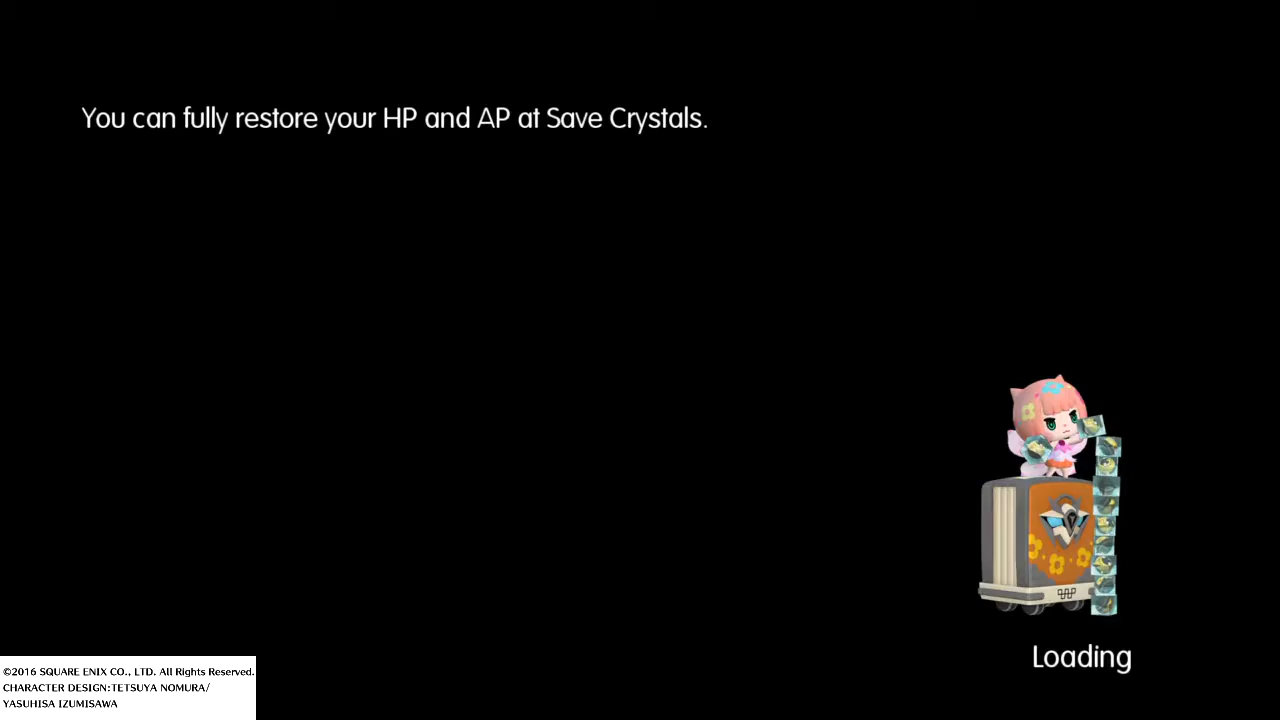 You can fully restore your HP and AP at Save Crystals.
Loading
©2016 SQUARE ENIX CO., LTD. All Rights Reserved.
CHARACTER DESIGN:TETSUYA NOMURA/
YASUHISA IZUMISAWA